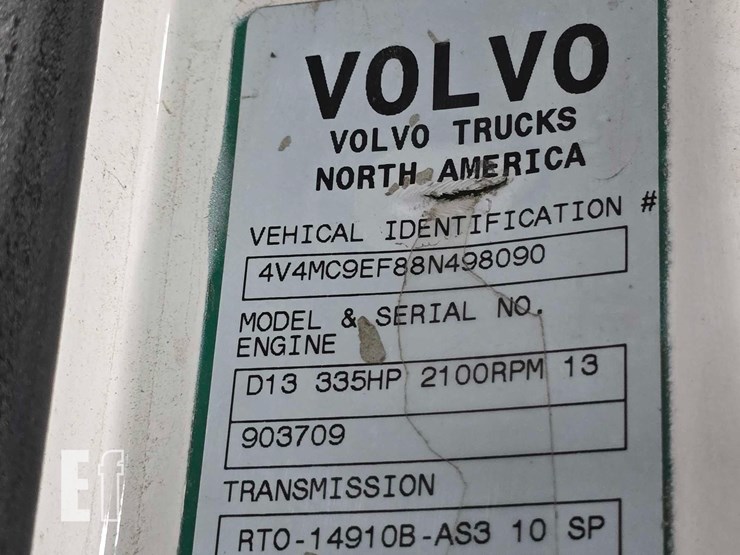 VOLVO
VOLVO TRUCKS
NORTH AMERICA
VEHICAL IDENTIFICATION #
4V4MC9EF88N498090
MODEL & SERIAL NO.
ENGINE
D13 335HP 2100RPM 13
903709
TRANSMISSION
RTO-14910B-AS3 10 SP
Ef